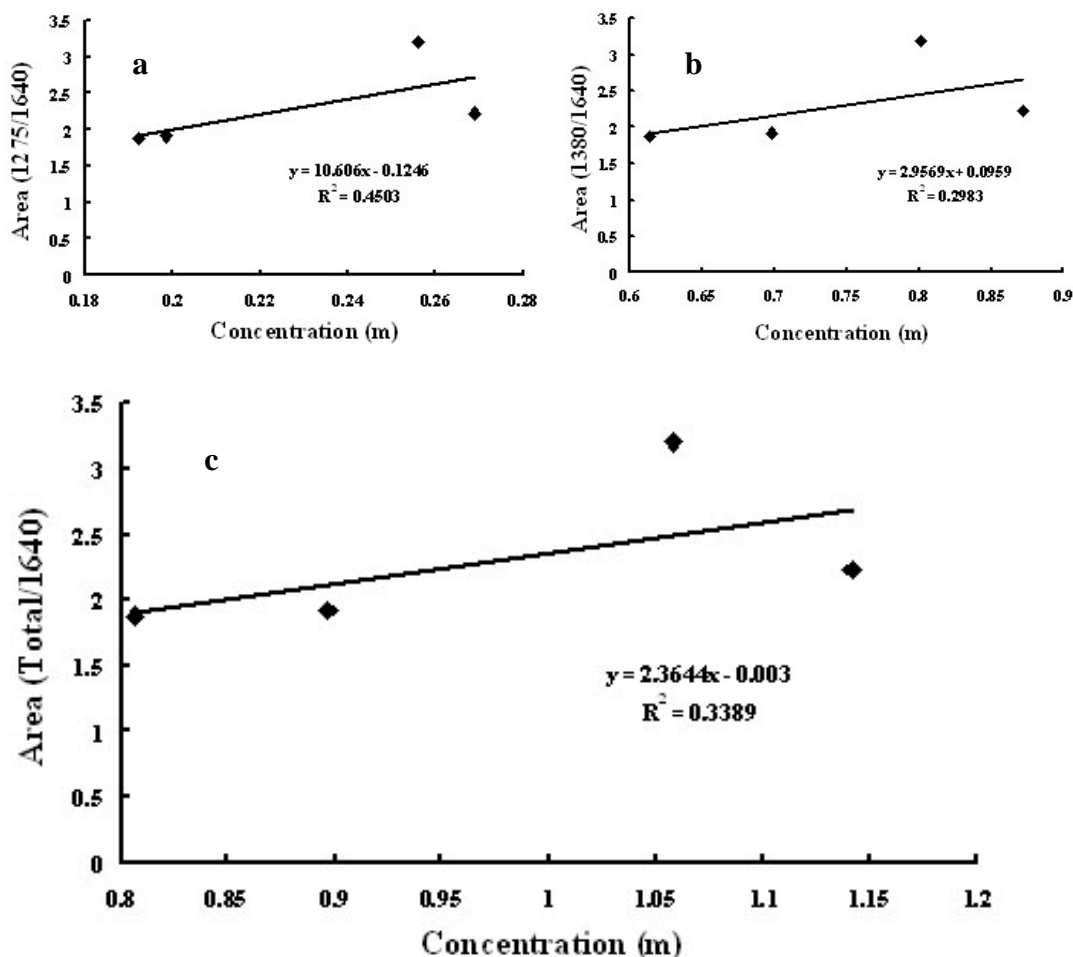 a
Area (1275/1640)
3.5
3
2.5
2
1.5
1
0.5
0
y = 10.606x - 0.1246
R² = 0.4503
0.18 0.2 0.22 0.24 0.26 0.28
Concentration (m)
b
Area (1380/1640)
3.5
3
2.5
2
1.5
1
0.5
0
y = 2.9569x + 0.0959
R² = 0.2983
0.6 0.65 0.7 0.75 0.8 0.85 0.9
Concentration (m)
c
Area (Total/1640)
3.5
3
2.5
2
1.5
1
0.5
0
y = 2.3644x - 0.003
R² = 0.3389
0.8 0.85 0.9 0.95 1 1.05 1.1 1.15 1.2
Concentration (m)